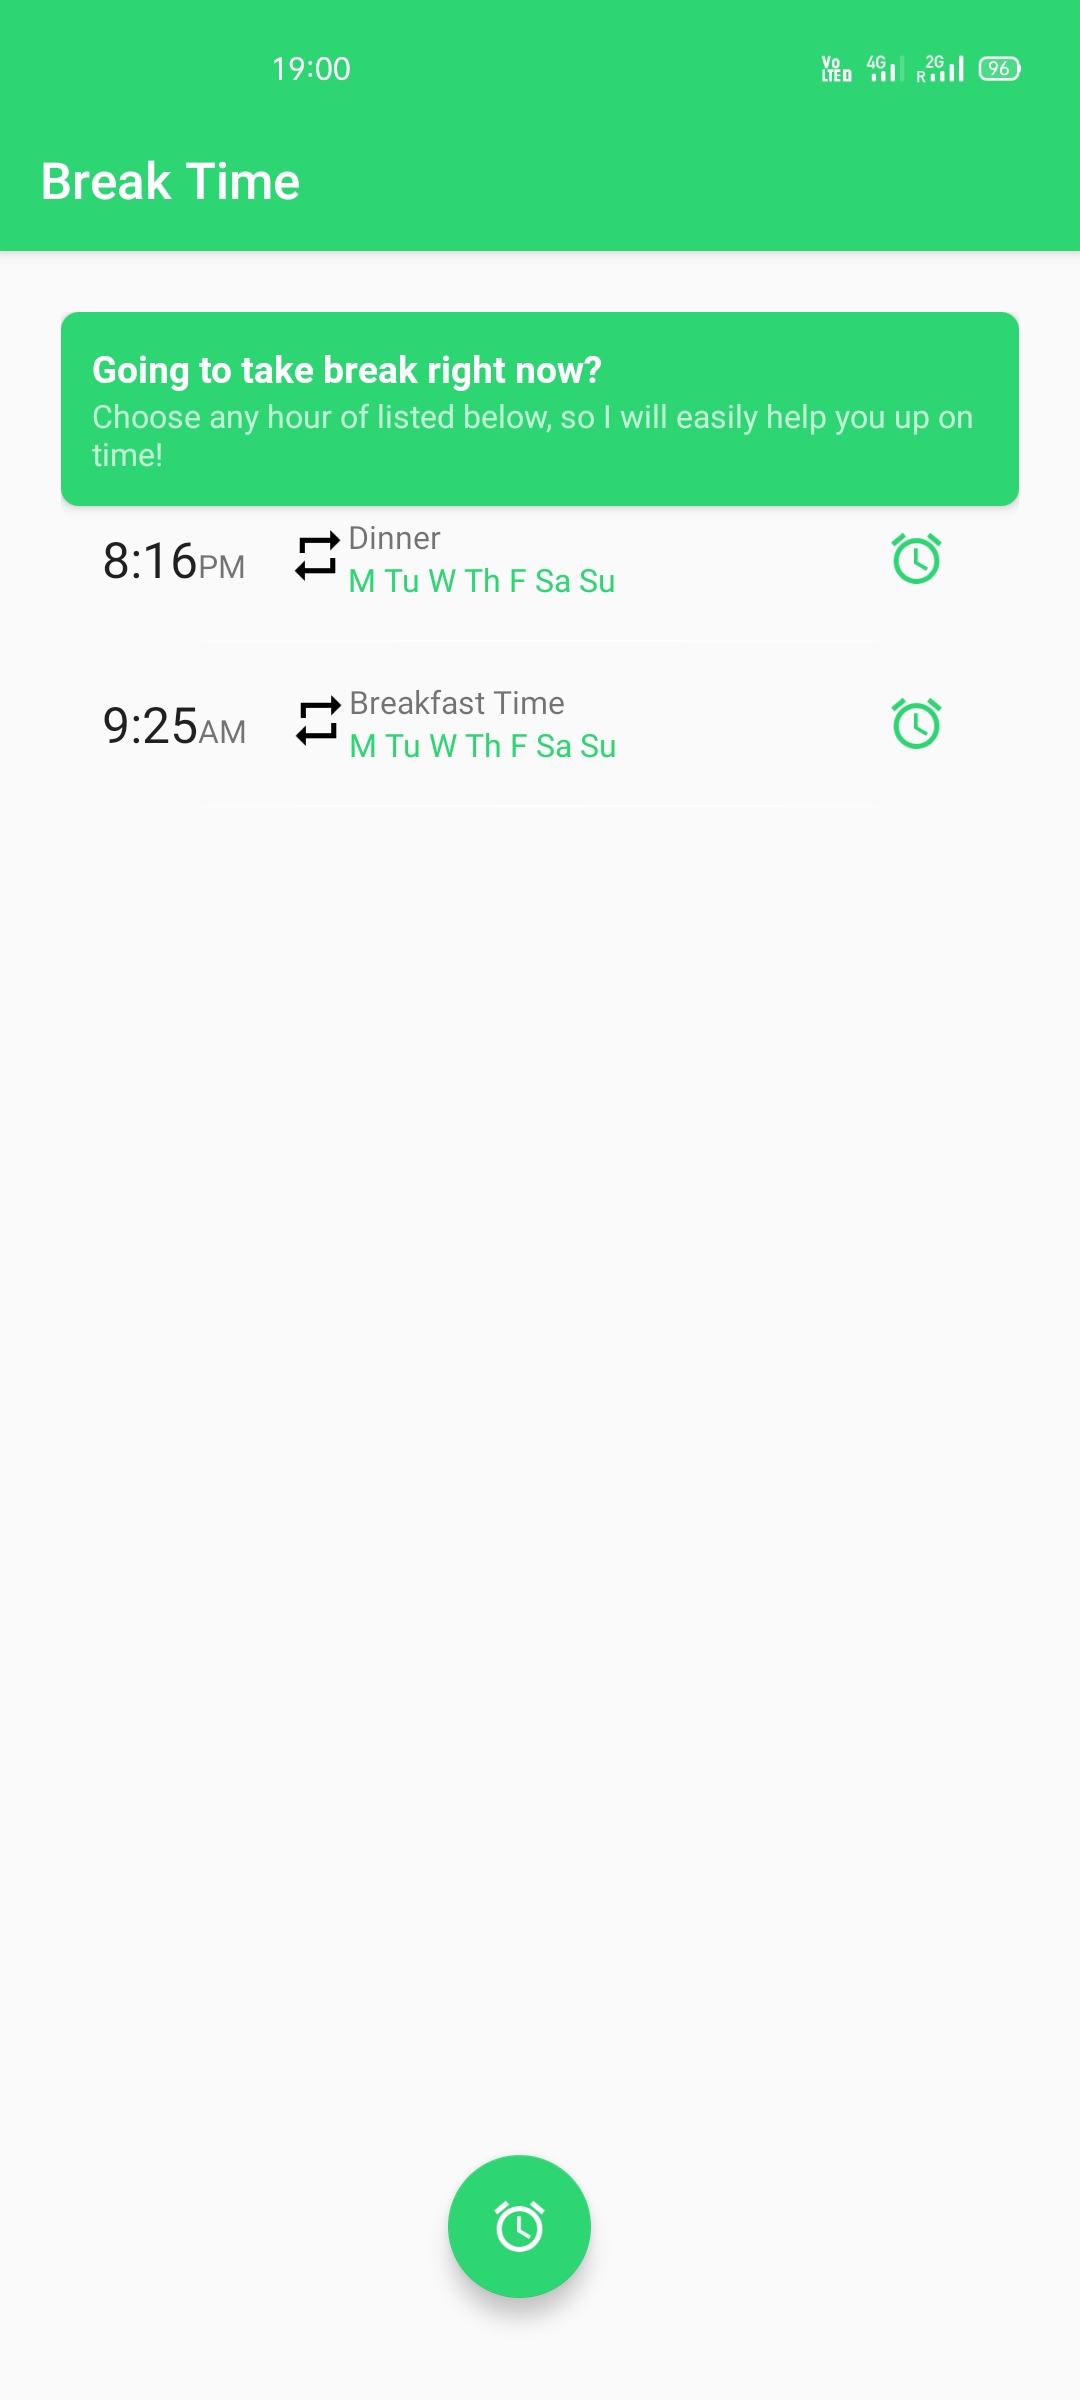 19:00
Vo LTE 4G R 2G 96
Break Time
Going to take break right now?
Choose any hour of listed below, so I will easily help you up on
time!
8:16PM
Dinner
M Tu W Th F Sa Su
9:25AM
Breakfast Time
M Tu W Th F Sa Su